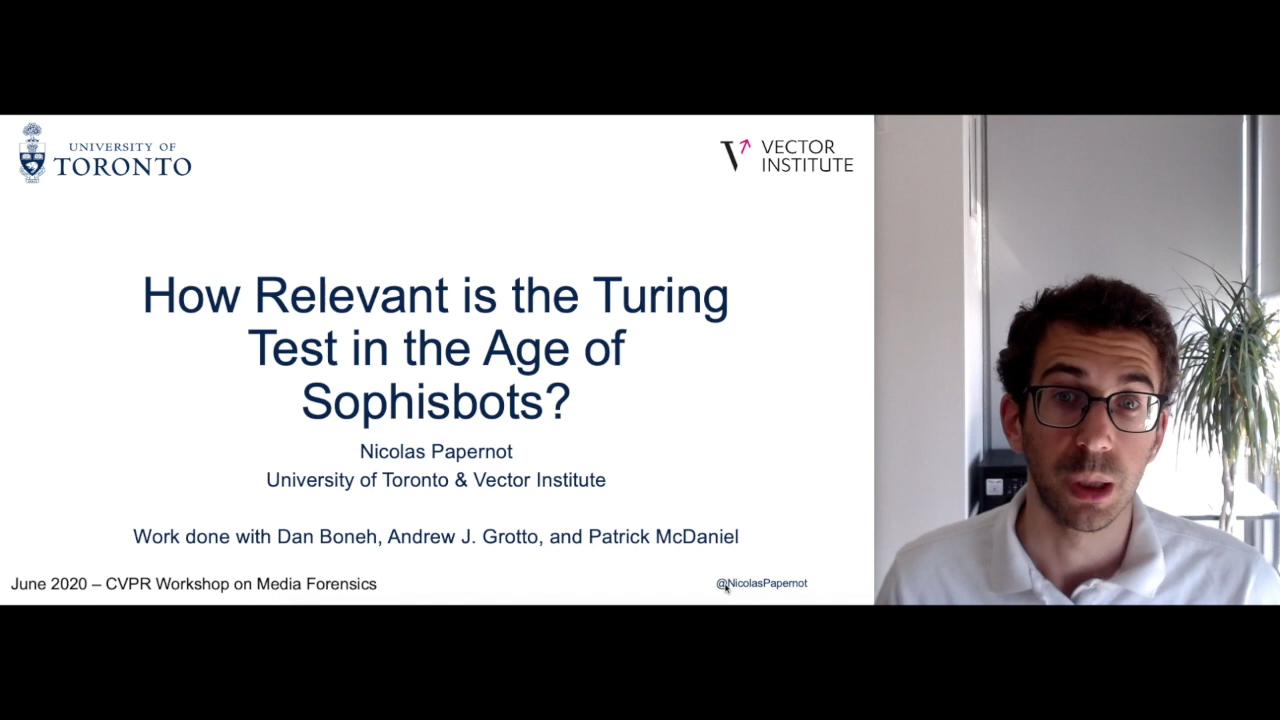 UNIVERSITY OF
TORONTO
VECTOR
INSTITUTE
How Relevant is the Turing
Test in the Age of
Sophisbots?
Nicolas Papernot
University of Toronto & Vector Institute
Work done with Dan Boneh, Andrew J. Grotto, and Patrick McDaniel
June 2020 – CVPR Workshop on Media Forensics
@NicolasPapernot